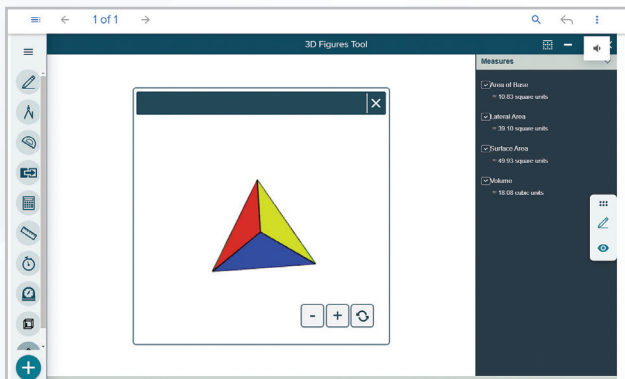 1 of 1
3D Figures Tool
Measures
Area of Base
= 10.83 square units
Lateral Area
= 39.10 square units
Surface Area
= 49.93 square units
Volume
= 18.08 cubic units
- +